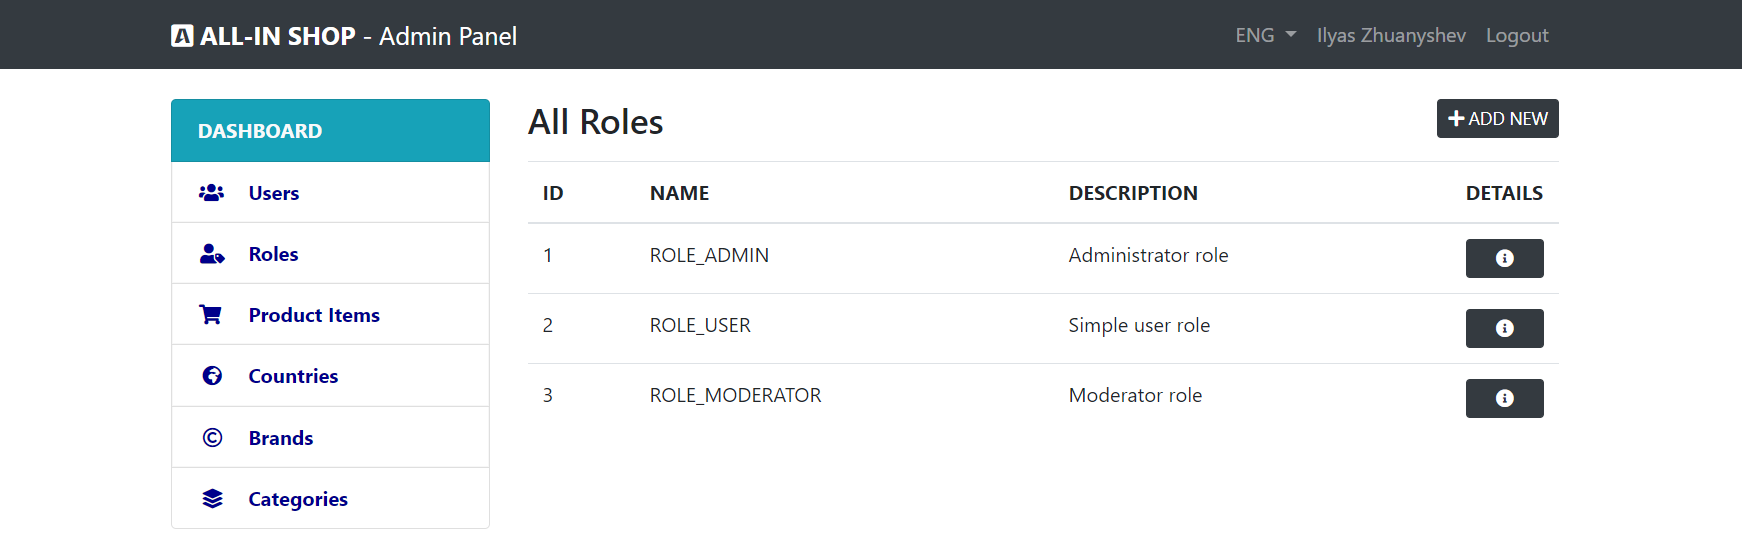 ALL-IN SHOP - Admin Panel
ENG
Ilyas Zhuanyshev
Logout
DASHBOARD
Users
Roles
Product Items
Countries
Brands
Categories
All Roles
ADD NEW
ID NAME DESCRIPTION DETAILS
1 ROLE_ADMIN Administrator role
2 ROLE_USER Simple user role
3 ROLE_MODERATOR Moderator role